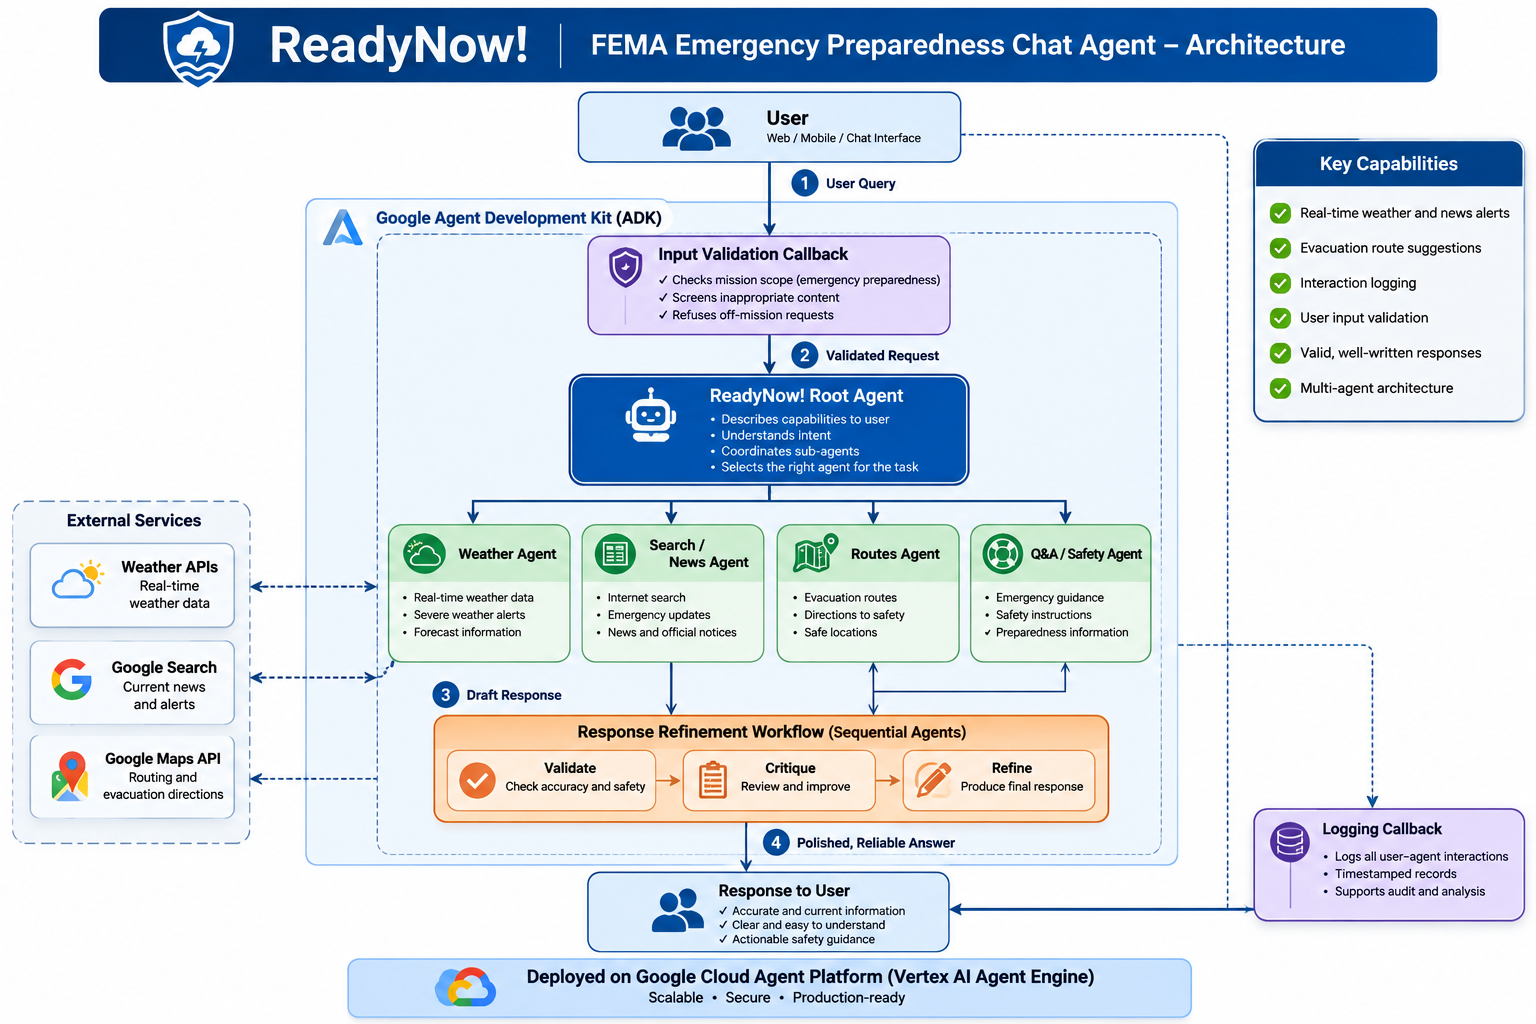 ReadyNow!
FEMA Emergency Preparedness Chat Agent – Architecture
User
Web / Mobile / Chat Interface
1 User Query
Key Capabilities
Real-time weather and news alerts
Evacuation route suggestions
Interaction logging
User input validation
Valid, well-written responses
Multi-agent architecture
Google Agent Development Kit (ADK)
Input Validation Callback
✓ Checks mission scope (emergency preparedness)
✓ Screens inappropriate content
✓ Refuses off-mission requests
2 Validated Request
ReadyNow! Root Agent
• Describes capabilities to user
• Understands intent
• Coordinates sub-agents
• Selects the right agent for the task
External Services
Weather APIs
Real-time
weather data
Google Search
Current news
and alerts
Google Maps API
Routing and
evacuation directions
Weather Agent
• Real-time weather data
• Severe weather alerts
• Forecast information
Search /
News Agent
• Internet search
• Emergency updates
• News and official notices
Routes Agent
• Evacuation routes
• Directions to safety
• Safe locations
Q&A / Safety Agent
• Emergency guidance
• Safety instructions
✓ Preparedness information
3 Draft Response
Response Refinement Workflow (Sequential Agents)
Validate
Check accuracy and safety
Critique
Review and improve
Refine
Produce final response
4 Polished, Reliable Answer
Logging Callback
• Logs all user-agent interactions
• Timestamped records
• Supports audit and analysis
Response to User
✓ Accurate and current information
✓ Clear and easy to understand
✓ Actionable safety guidance
Deployed on Google Cloud Agent Platform (Vertex AI Agent Engine)
Scalable • Secure • Production-ready